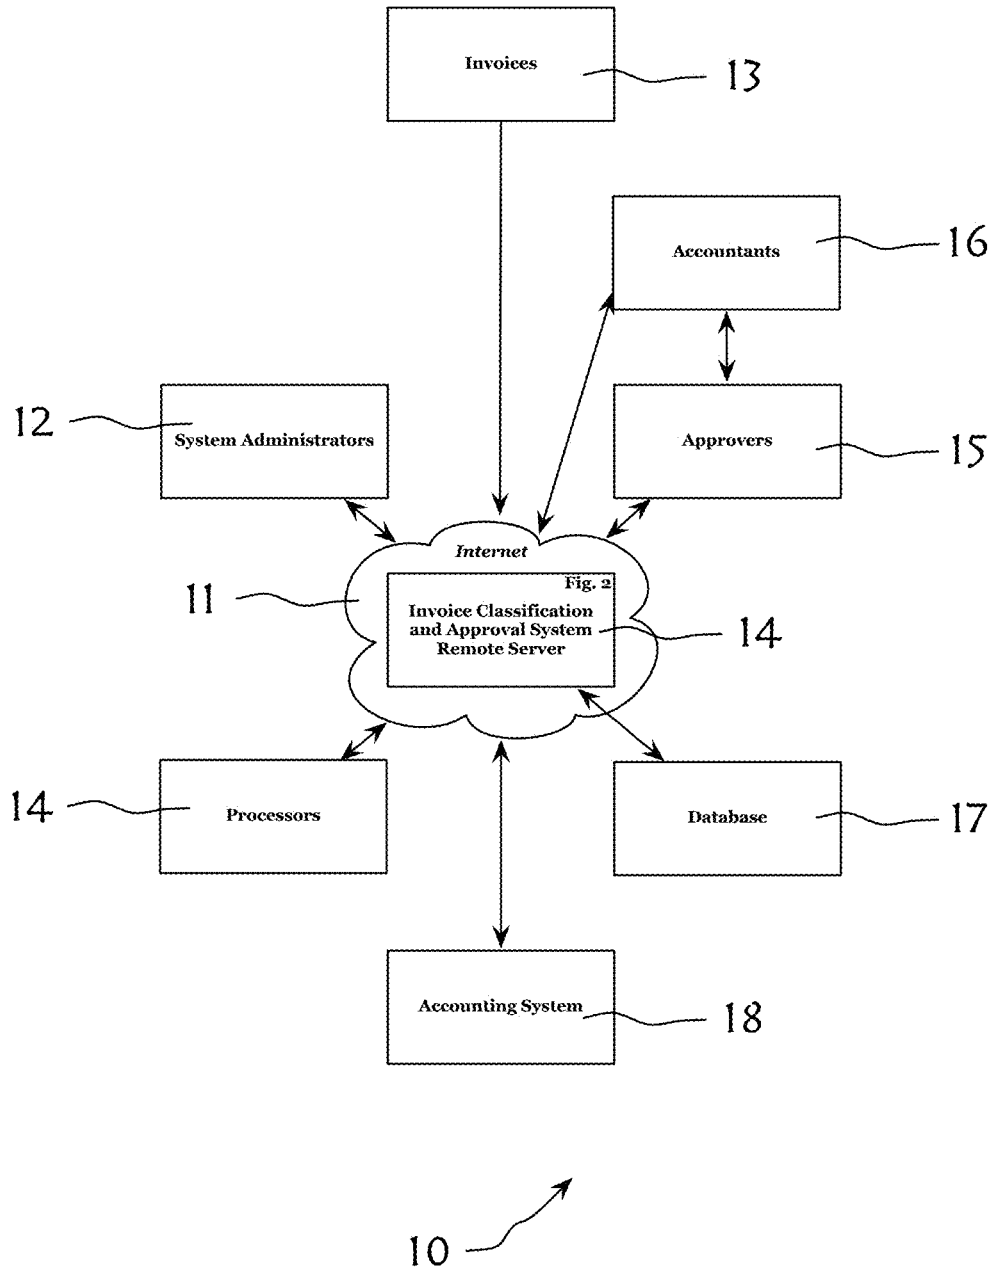 Invoices
13
Accountants
16
12
System Administrators
Approvers
15
Internet
Fig. 2
11
Invoice Classification
and Approval System
Remote Server
14
14
Processors
Database
17
Accounting System
18
10